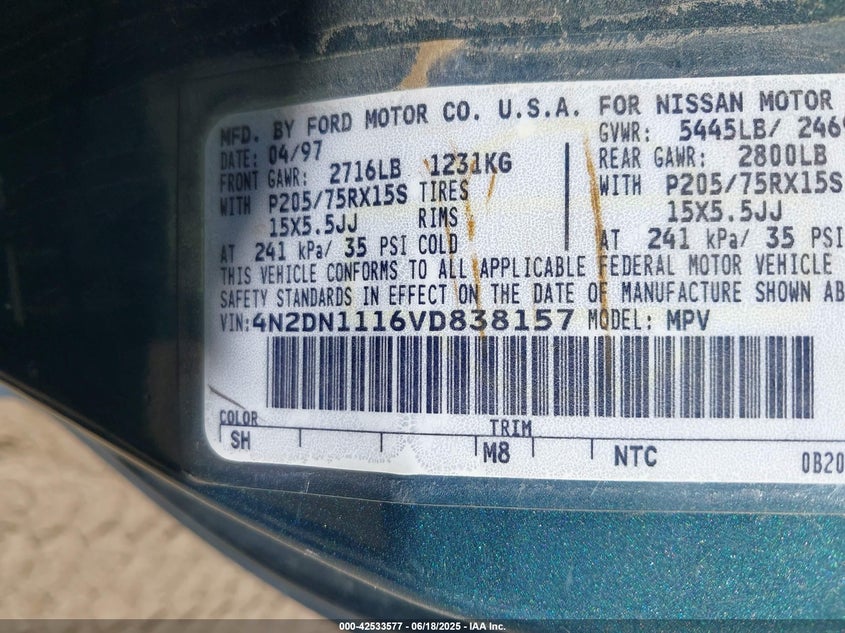 MFD. BY FORD MOTOR CO. U.S.A. FOR NISSAN MOTOR
DATE: 04/97 GVWR: 5445LB/ 2469
FRONT GAWR: 2716LB 1231KG REAR GAWR: 2800LB
WITH P205/75RX15S TIRES WITH P205/75RX15S
15X5.5JJ RIMS 15X5.5JJ
AT 241 kPa/ 35 PSI COLD AT 241 kPa/ 35 PSI
THIS VEHICLE CONFORMS TO ALL APPLICABLE FEDERAL MOTOR VEHICLE
SAFETY STANDARDS IN EFFECT ON THE DATE OF MANUFACTURE SHOWN AB
VIN: 4N2DN1116VD838157 MODEL: MPV
COLOR TRIM
SH M8 NTC 0B20
000-42533577 - 06/18/2025 - IAA Inc.